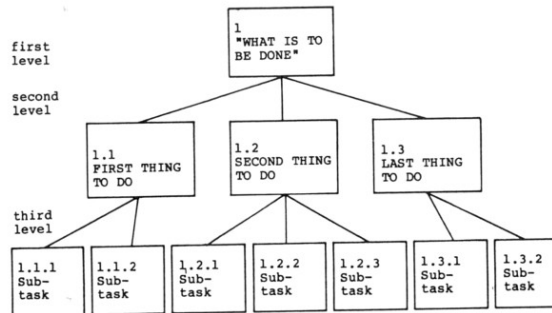 first
level
1
"WHAT IS TO
BE DONE"
second
level
1.1
FIRST THING
TO DO
1.2
SECOND THING
TO DO
1.3
LAST THING
TO DO
third
level
1.1.1
Sub-
task
1.1.2
Sub-
task
1.2.1
Sub-
task
1.2.2
Sub-
task
1.2.3
Sub-
task
1.3.1
Sub-
task
1.3.2
Sub-
task